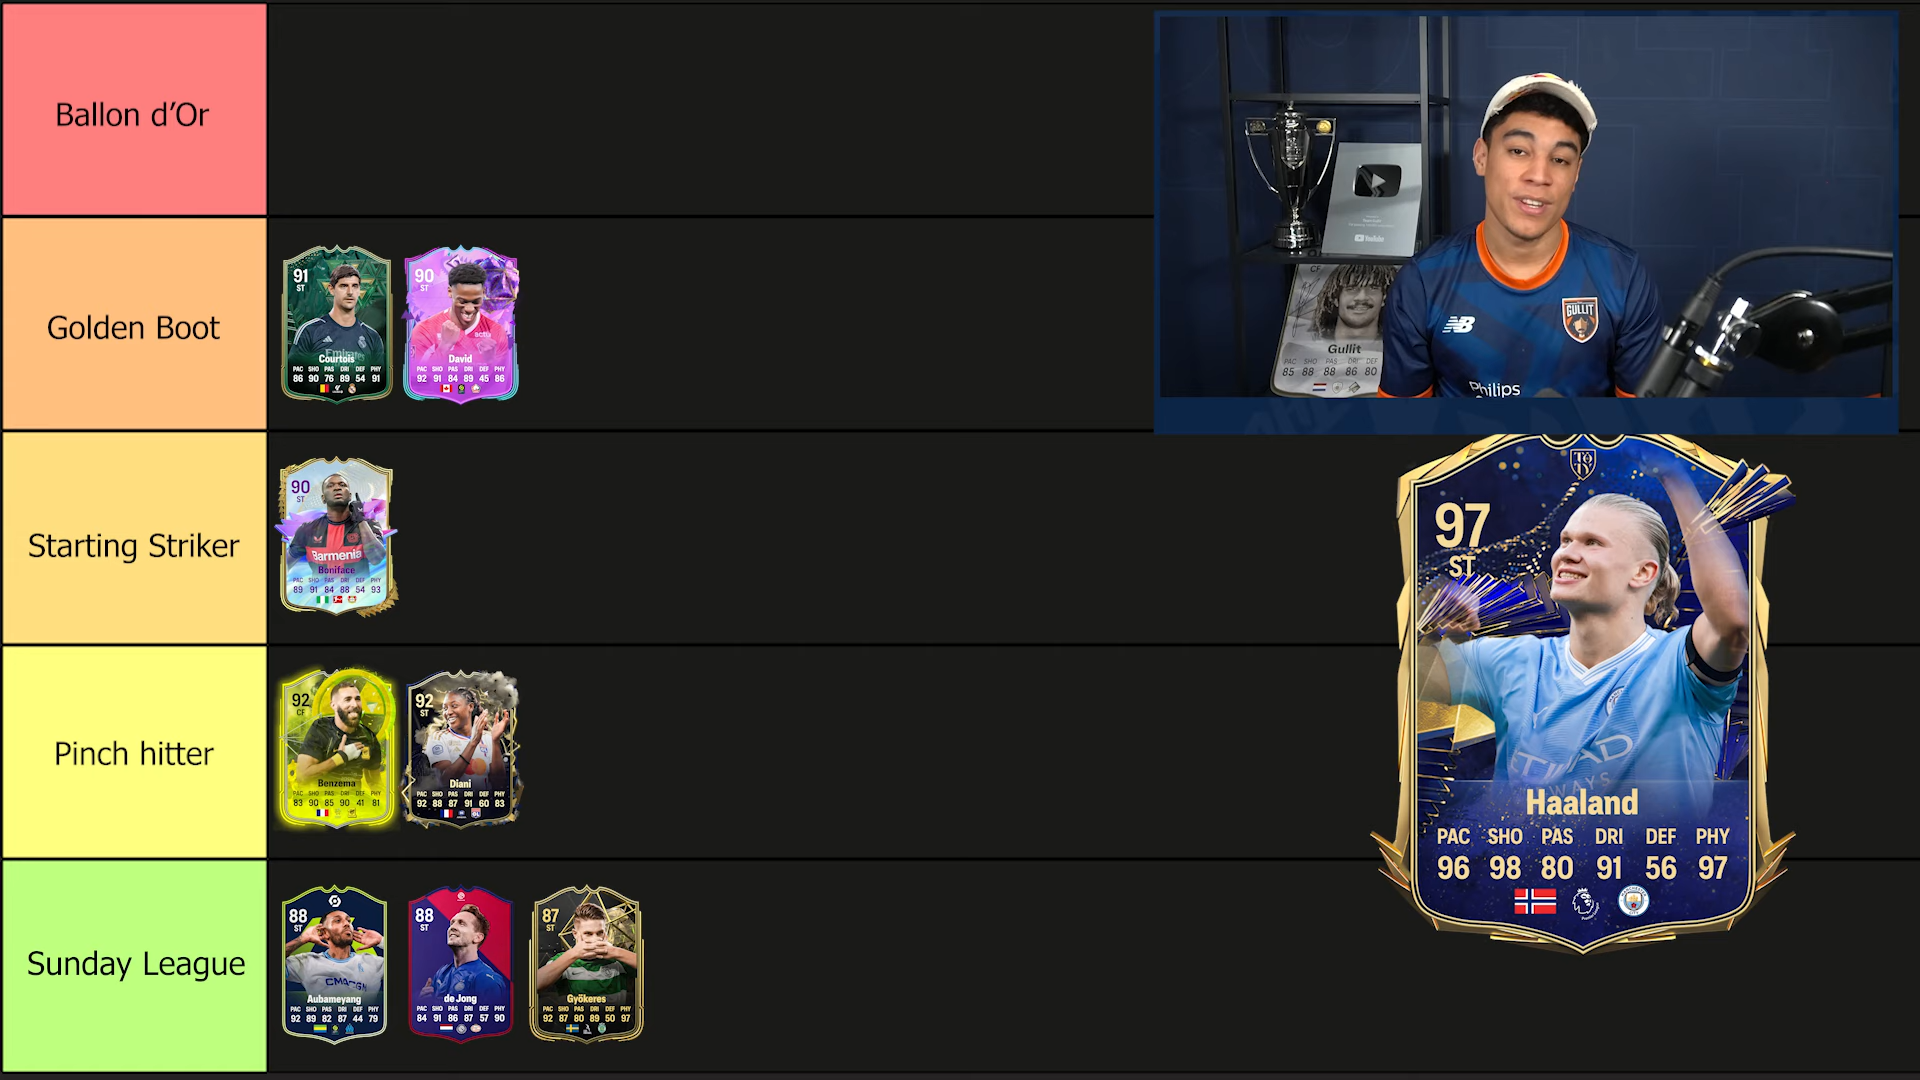 Ballon d’Or
Golden Boot
91
ST
Courtois
PAC SHO PAS DRI DEF PHY
86 90 76 89 54 91
90
ST
David
PAC SHO PAS DRI DEF PHY
92 91 84 89 45 86
YouTube
CF
Gullit
PAC SHO PAS DRI DEF
85 88 88 86 80
GULLIT
NB
Philips
Starting Striker
90
ST
Barmenia
Boniface
PAC SHO PAS DRI DEF PHY
89 91 84 88 54 93
Pinch hitter
92
CF
Benzema
PAC SHO PAS DRI DEF PHY
83 90 85 90 41 81
92
ST
Diani
PAC SHO PAS DRI DEF PHY
92 88 87 91 60 83
TOTY
97
ST
ETIHAD
Haaland
PAC SHO PAS DRI DEF PHY
96 98 80 91 56 97
Sunday League
88
ST
CMACGM
Aubameyang
PAC SHO PAS DRI DEF PHY
92 89 82 87 44 79
88
ST
de Jong
PAC SHO PAS DRI DEF PHY
84 91 86 87 57 90
87
ST
Gyökeres
PAC SHO PAS DRI DEF PHY
92 87 80 89 50 97